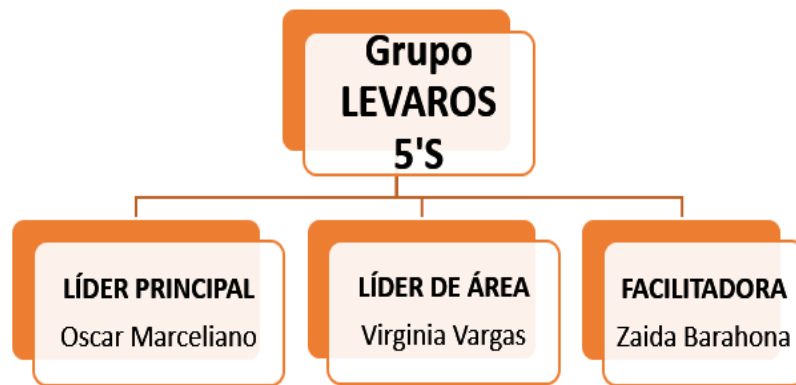 Grupo
LEVAROS
5'S
LÍDER PRINCIPAL
Oscar Marceliano
LÍDER DE ÁREA
Virginia Vargas
FACILITADORA
Zaida Barahona